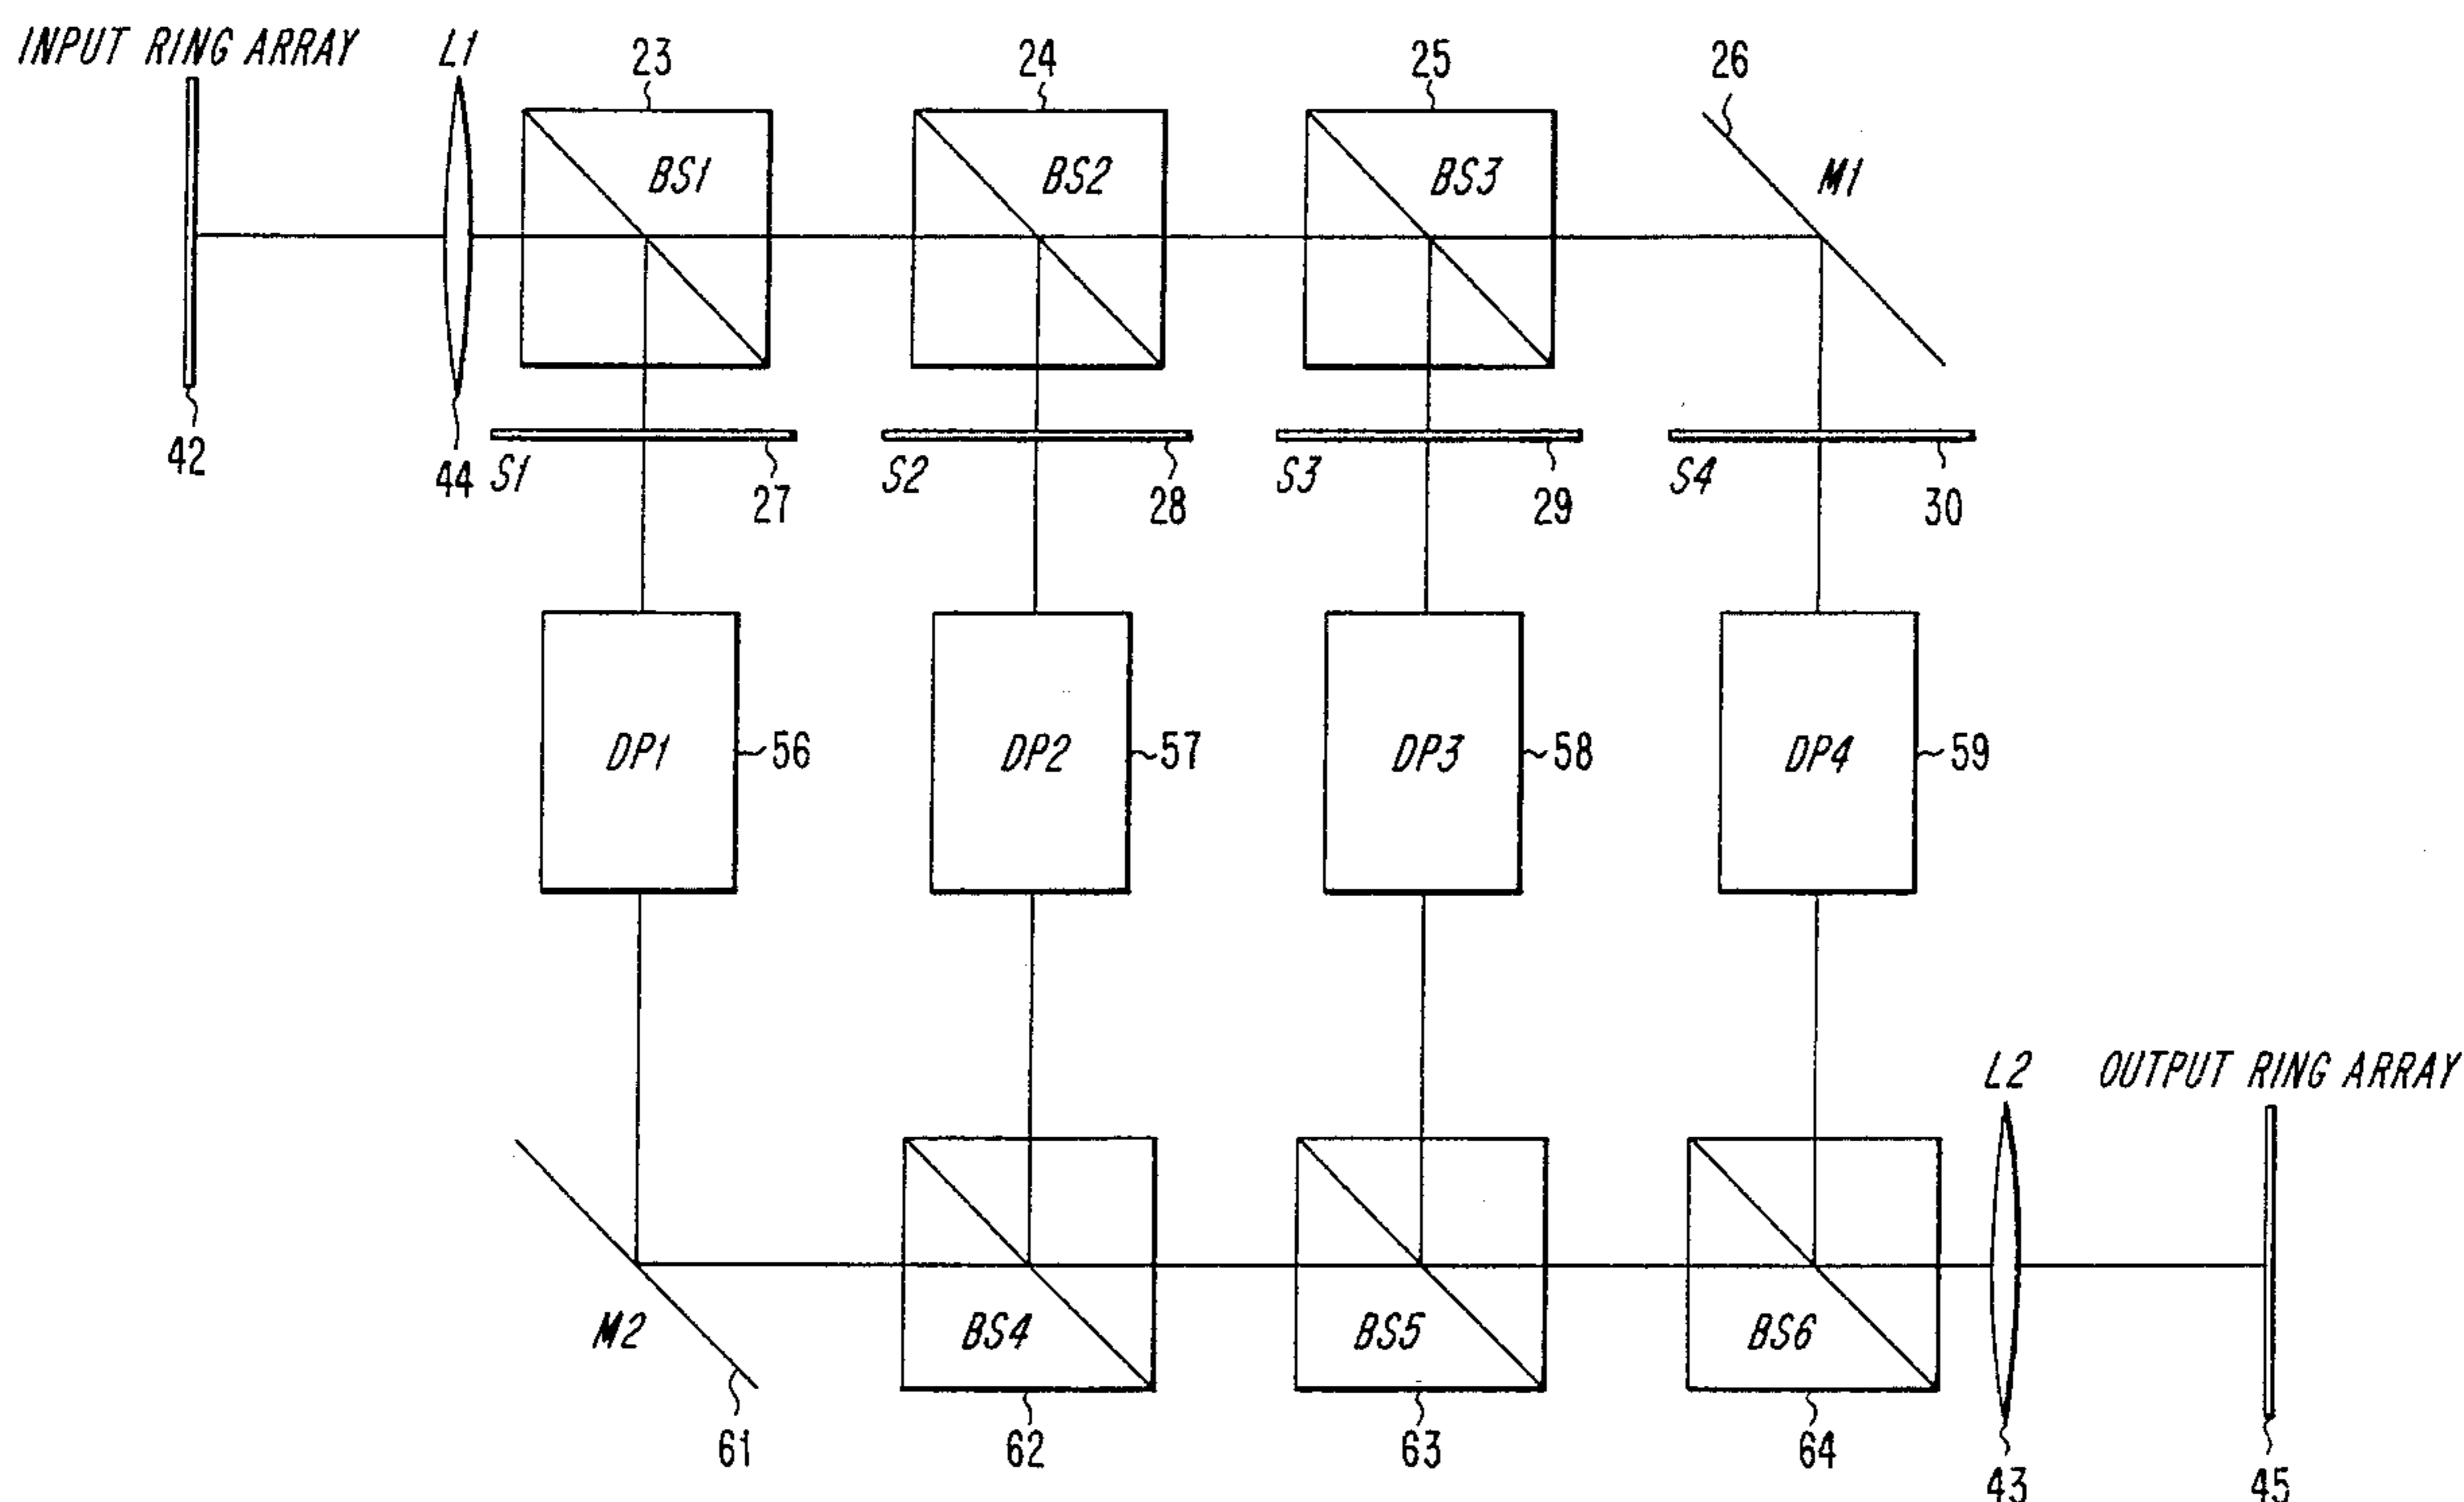 INPUT RING ARRAY
L1
23
24
25
26
BS1
BS2
BS3
M1
42
44
S1
27
S2
28
S3
29
S4
30
DP1
56
DP2
57
DP3
58
DP4
59
L2
OUTPUT RING ARRAY
M2
BS4
BS5
BS6
61
62
63
64
43
45